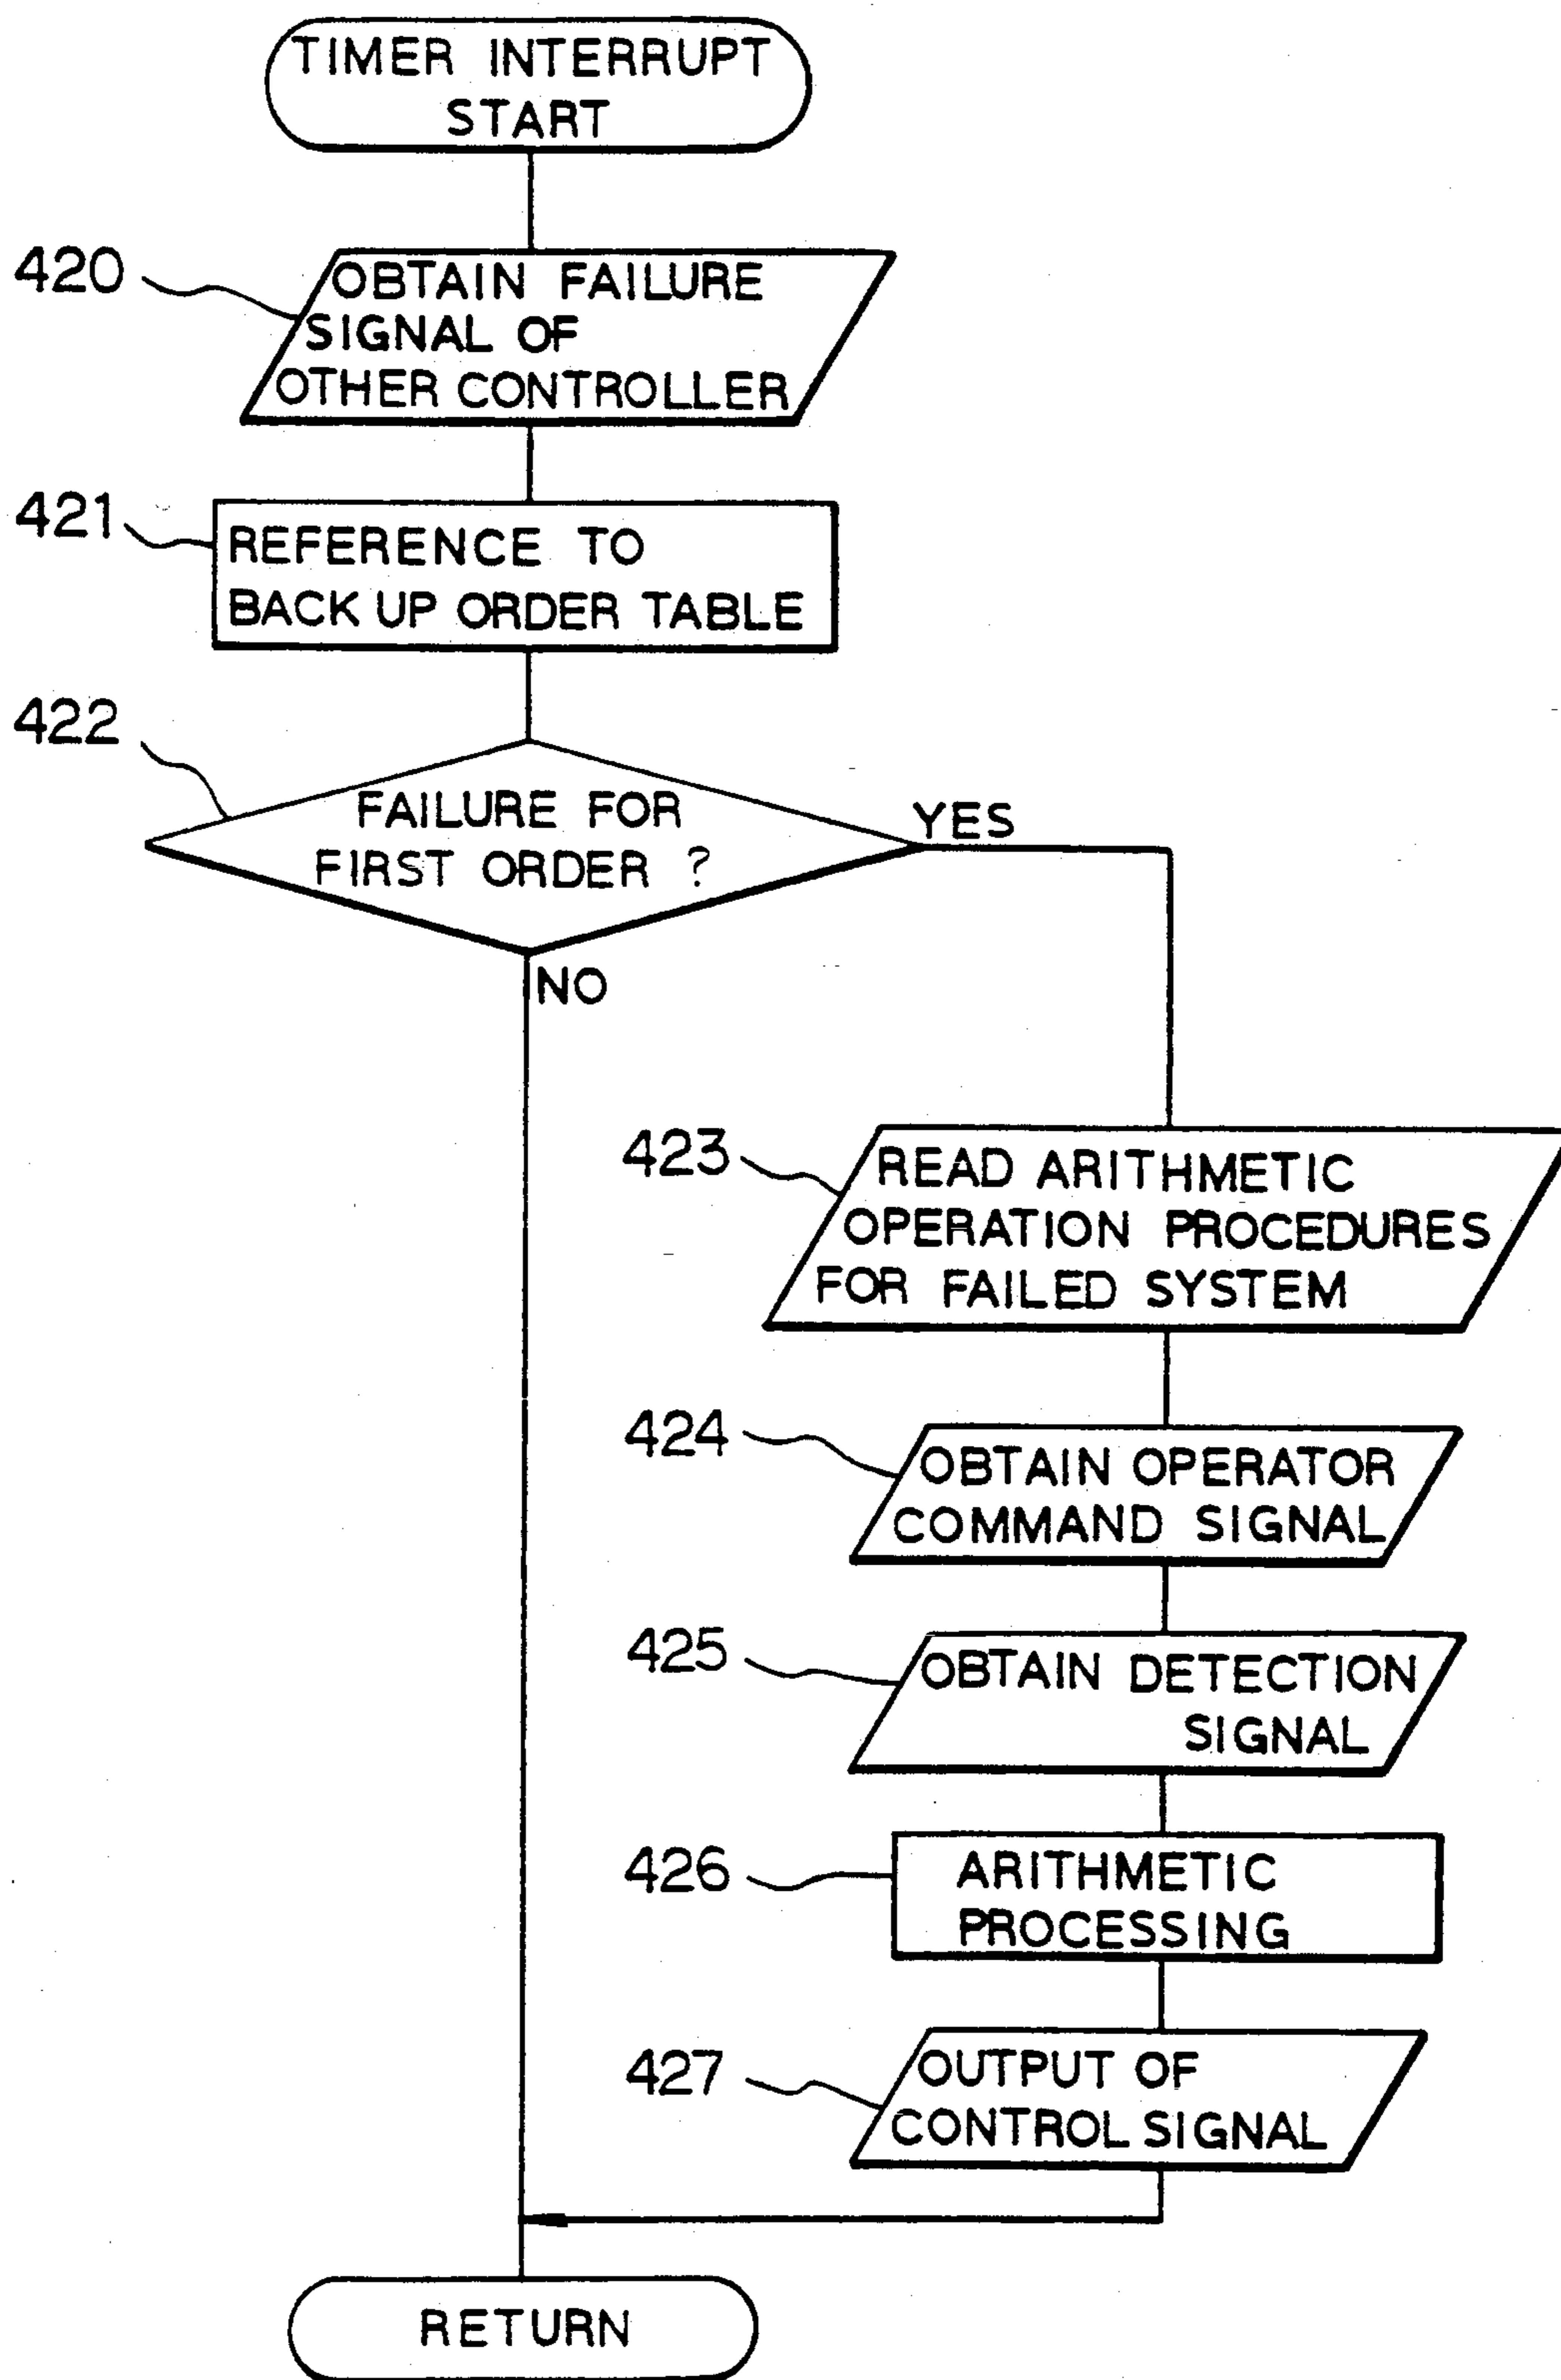 TIMER INTERRUPT
START
420
OBTAIN FAILURE
SIGNAL OF
OTHER CONTROLLER
421
REFERENCE TO
BACK UP ORDER TABLE
422
FAILURE FOR
FIRST ORDER ?
YES
NO
423
READ ARITHMETIC
OPERATION PROCEDURES
FOR FAILED SYSTEM
424
OBTAIN OPERATOR
COMMAND SIGNAL
425
OBTAIN DETECTION
SIGNAL
426
ARITHMETIC
PROCESSING
427
OUTPUT OF
CONTROL SIGNAL
RETURN